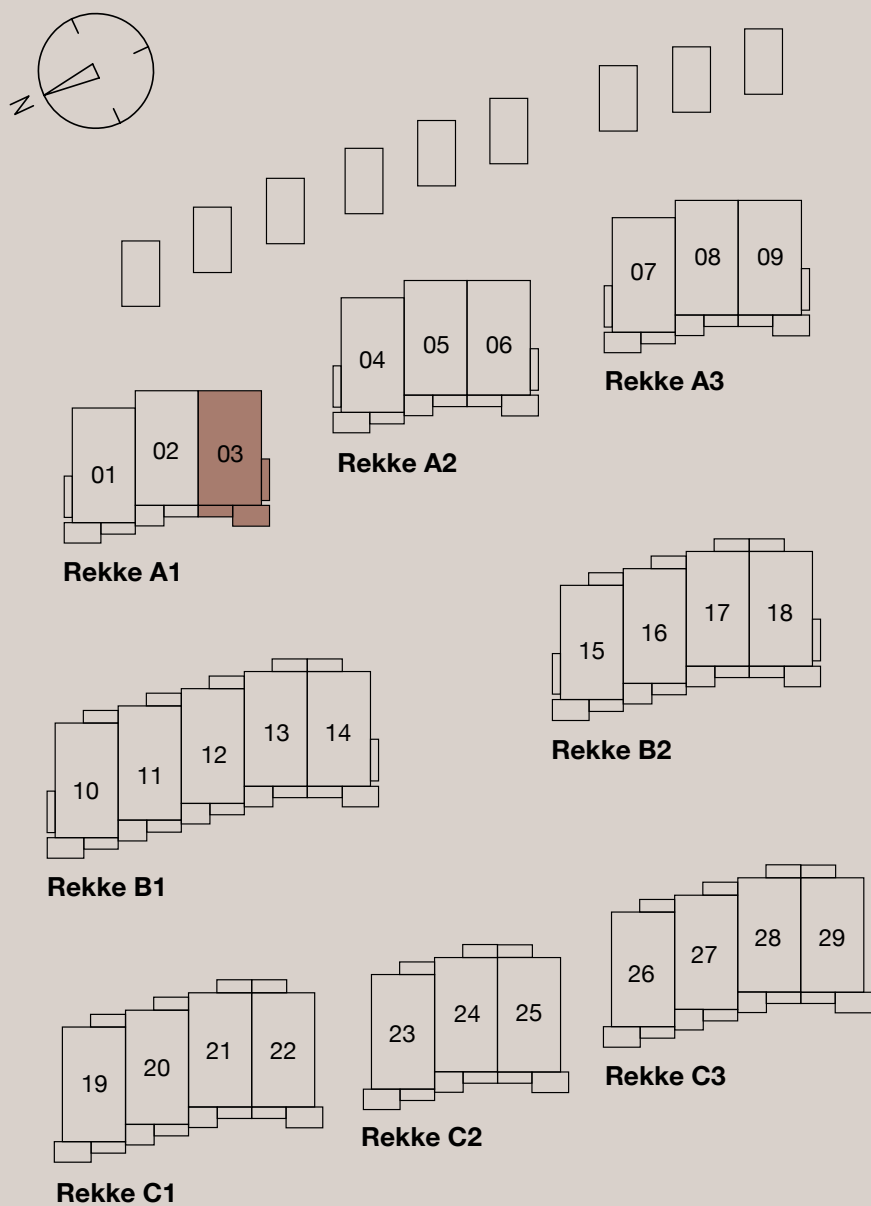 N
07 08 09
Rekke A3
04 05 06
Rekke A2
01 02 03
Rekke A1
15 16 17 18
Rekke B2
10 11 12 13 14
Rekke B1
26 27 28 29
Rekke C3
23 24 25
Rekke C2
19 20 21 22
Rekke C1